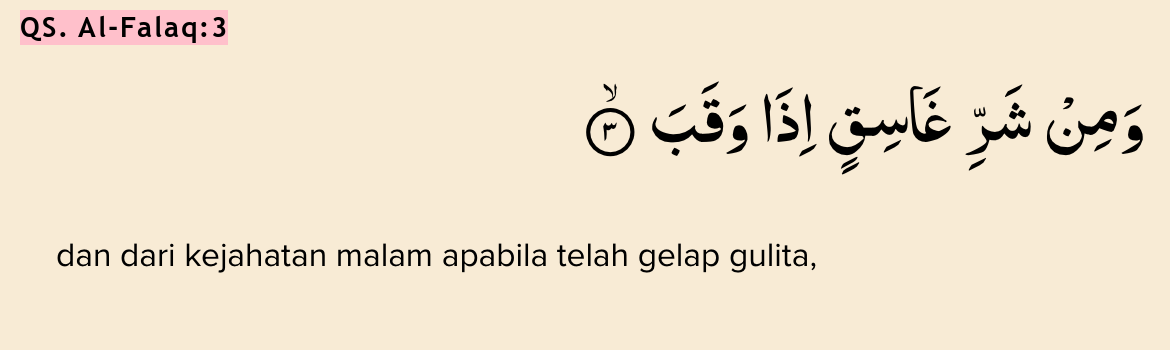 QS. Al-Falaq:3
وَمِنْ شَرِّ غَاسِقٍ اِذَا وَقَبَۙ ٣
dan dari kejahatan malam apabila telah gelap gulita,